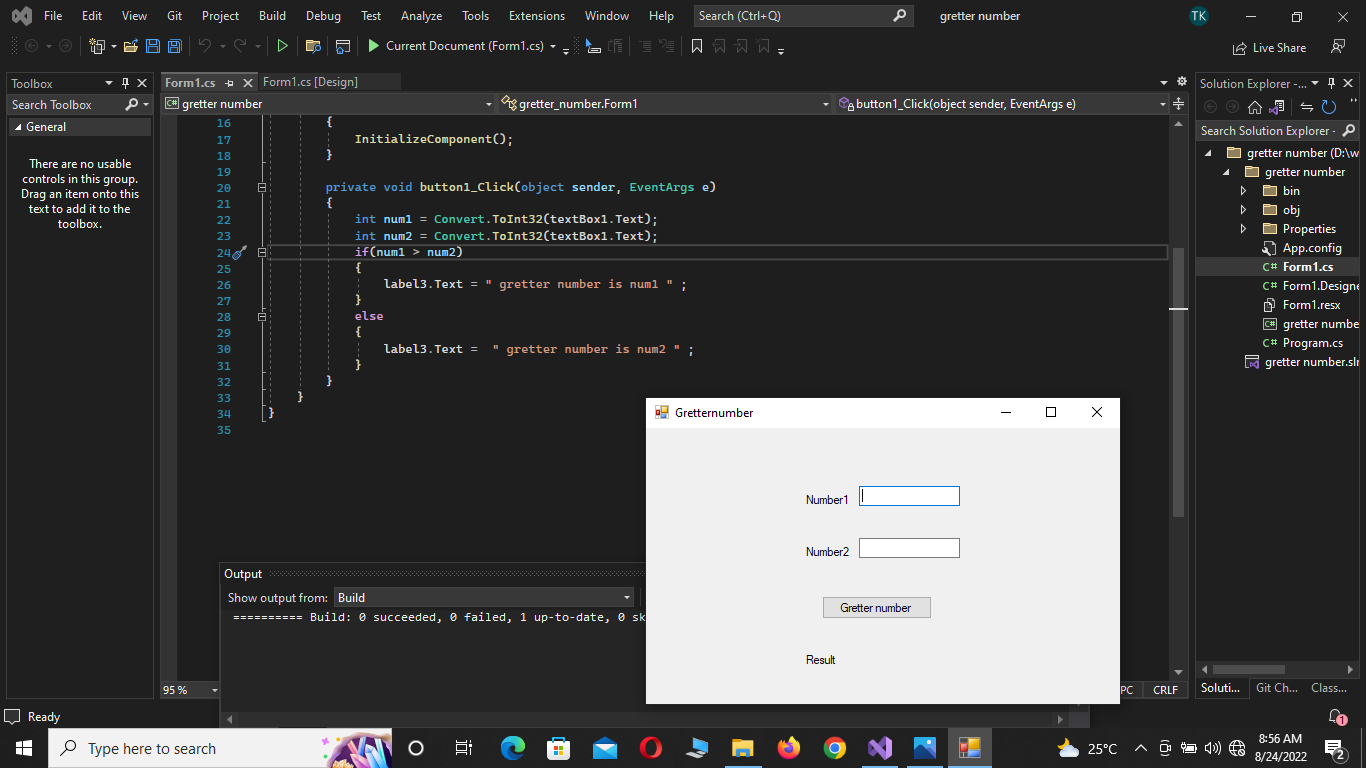 File Edit View Git Project Build Debug Test Analyze Tools Extensions Window Help Search (Ctrl+Q) gretter number TK
Current Document (Form1.cs) Live Share
Toolbox
Search Toolbox
General
There are no usable
controls in this group.
Drag an item onto this
text to add it to the
toolbox.
Form1.cs Form1.cs [Design]
gretter number gretter_number.Form1 button1_Click(object sender, EventArgs e)
16 {
17 InitializeComponent();
18 }
19
20 private void button1_Click(object sender, EventArgs e)
21 {
22 int num1 = Convert.ToInt32(textBox1.Text);
23 int num2 = Convert.ToInt32(textBox1.Text);
24 if(num1 > num2)
25 {
26 label3.Text = " gretter number is num1 " ;
27 }
28 else
29 {
30 label3.Text =  " gretter number is num2 " ;
31 }
32 }
33 }
34 }
35
95 %
Output
Show output from: Build
========== Build: 0 succeeded, 0 failed, 1 up-to-date, 0 sk
Gretternumber
Number1
Number2
Gretter number
Result
PC CRLF
Solution Explorer -...
Search Solution Explorer -
gretter number (D:\w
gretter number
bin
obj
Properties
App.config
Form1.cs
Form1.Designe
Form1.resx
gretter numbe
Program.cs
gretter number.sln
Soluti... Git Ch... Class...
Ready 1
Type here to search 25°C 8:56 AM
8/24/2022 2